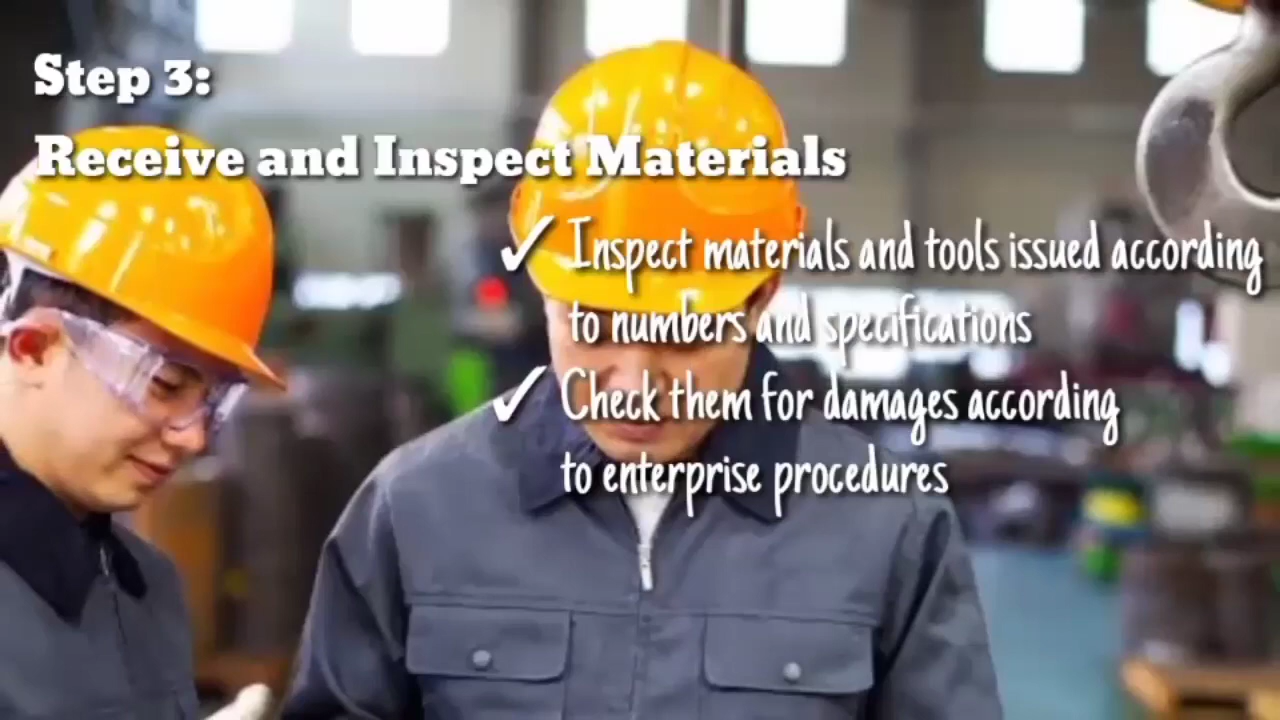 Step 3:
Receive and Inspect Materials
✓ Inspect materials and tools issued according
to numbers and specifications
✓ Check them for damages according
to enterprise procedures